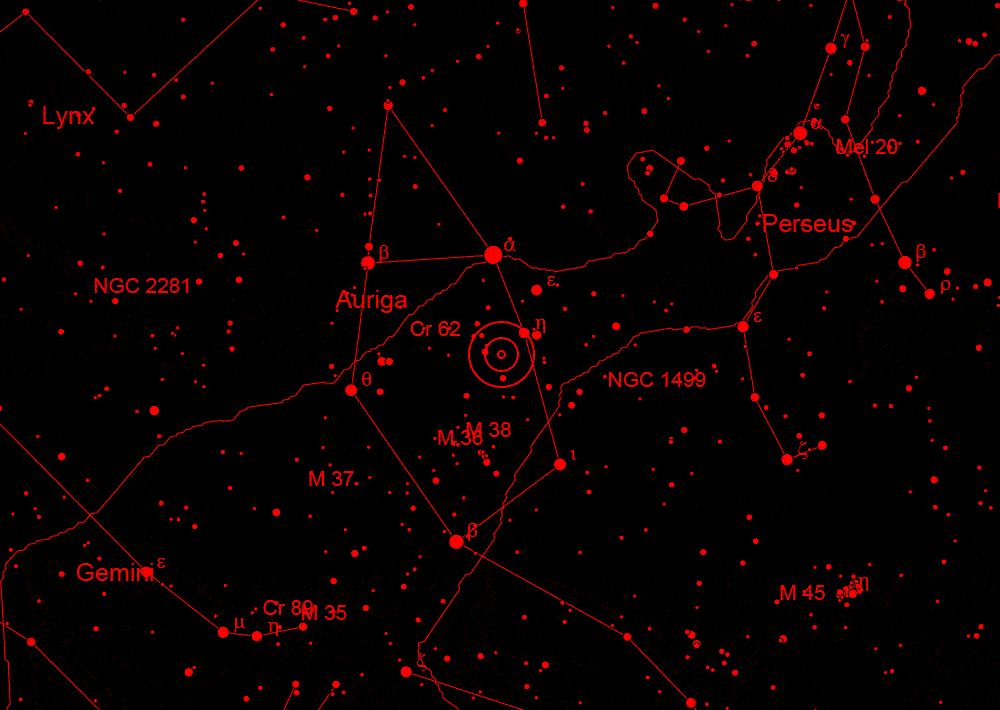 γ
Lynx
α
Mel 20
δ
Perseus
α
β
β
ε
ρ
NGC 2281
Auriga
ε
Cr 62
η
θ
NGC 1499
M 38
M 36
ζ
ι
M 37
β
ε
Gemini
η
M 45
Cr 89
M 35
μ
η
ζ